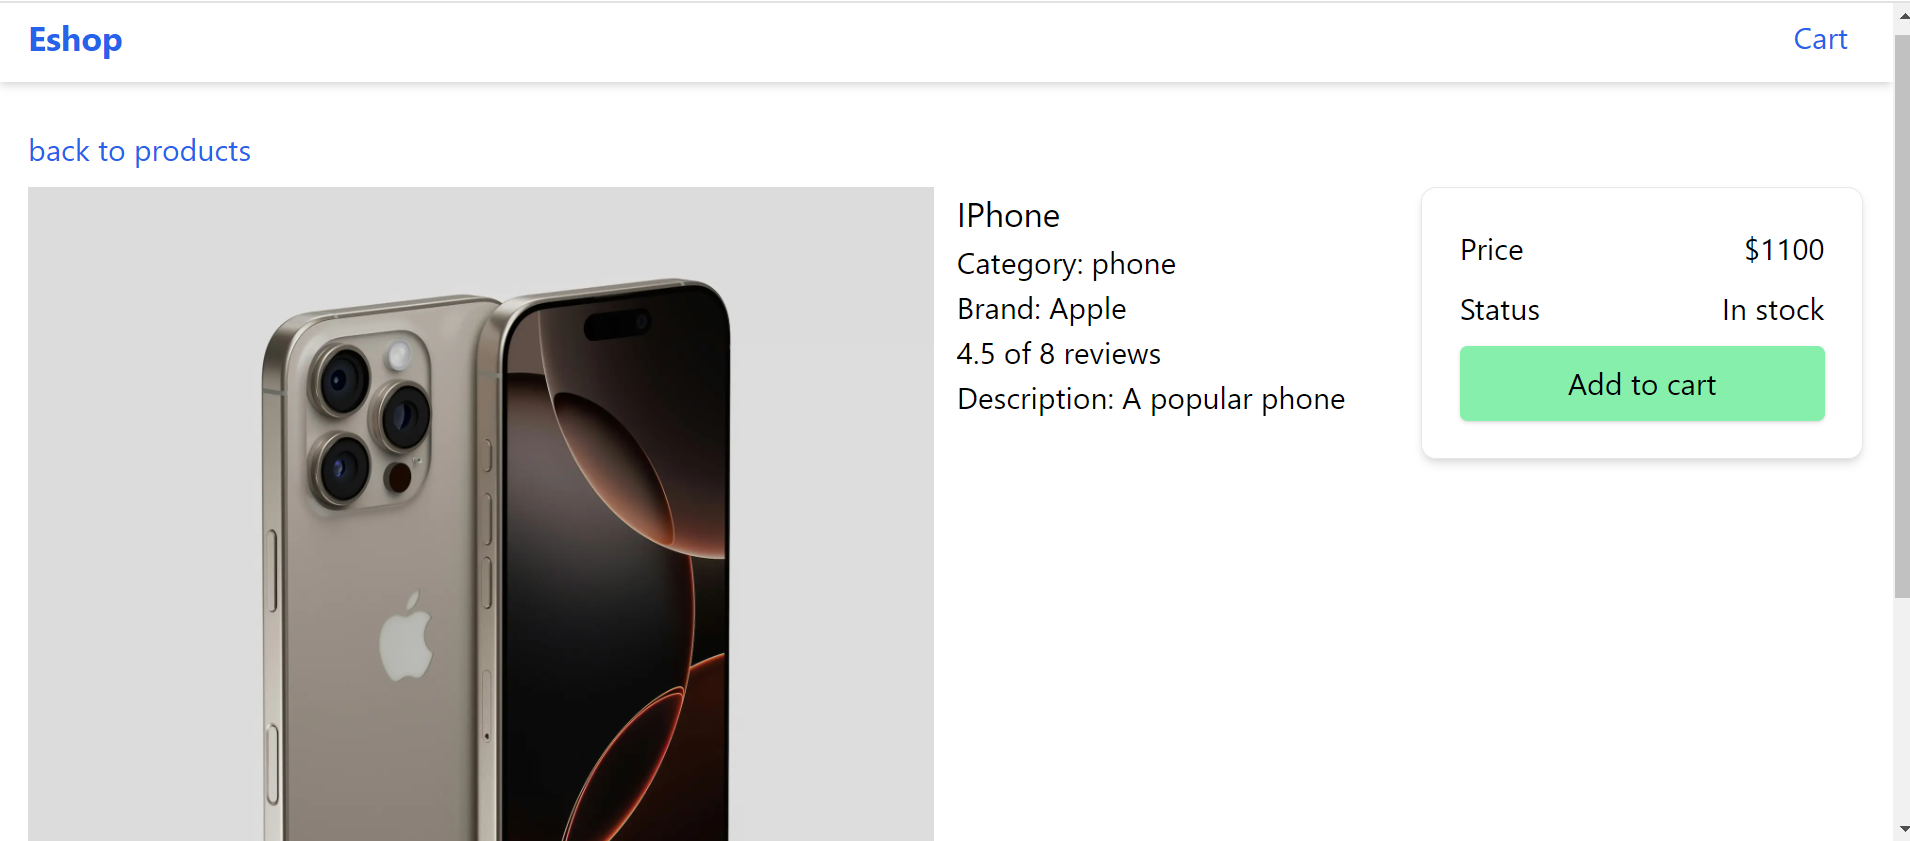 Eshop
Cart
back to products
IPhone
Category: phone
Brand: Apple
4.5 of 8 reviews
Description: A popular phone
Price $1100
Status In stock
Add to cart